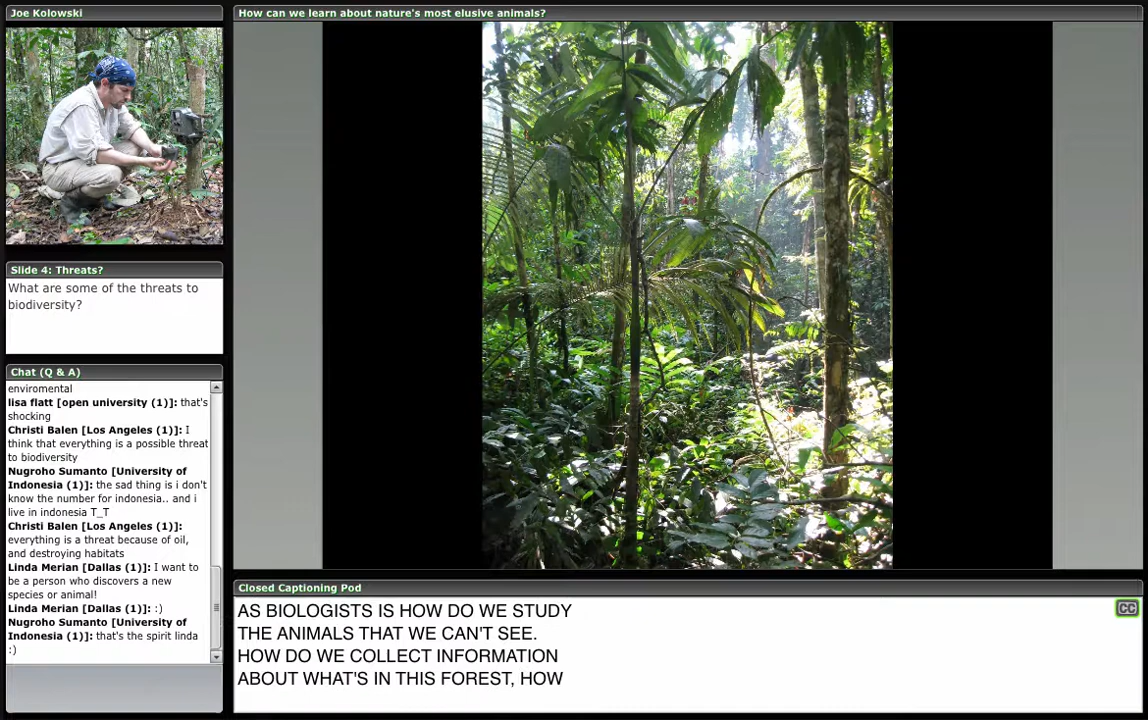 Joe Kolowski
How can we learn about nature's most elusive animals?
Slide 4: Threats?
What are some of the threats to
biodiversity?
Chat (Q & A)
enviromental
lisa flatt [open university (1)]: that's
shocking
Christi Balen [Los Angeles (1)]: I
think that everything is a possible threat
to biodiversity
Nugroho Sumanto [University of
Indonesia (1)]: the sad thing is i don't
know the number for indonesia.. and i
live in indonesia T_T
Christi Balen [Los Angeles (1)]:
everything is a threat because of oil,
and destroying habitats
Linda Merian [Dallas (1)]: I want to
be a person who discovers a new
species or animal!
Linda Merian [Dallas (1)]: :)
Nugroho Sumanto [University of
Indonesia (1)]: that's the spirit linda
:)
Closed Captioning Pod
AS BIOLOGISTS IS HOW DO WE STUDY
THE ANIMALS THAT WE CAN'T SEE.
HOW DO WE COLLECT INFORMATION
ABOUT WHAT'S IN THIS FOREST, HOW
CC